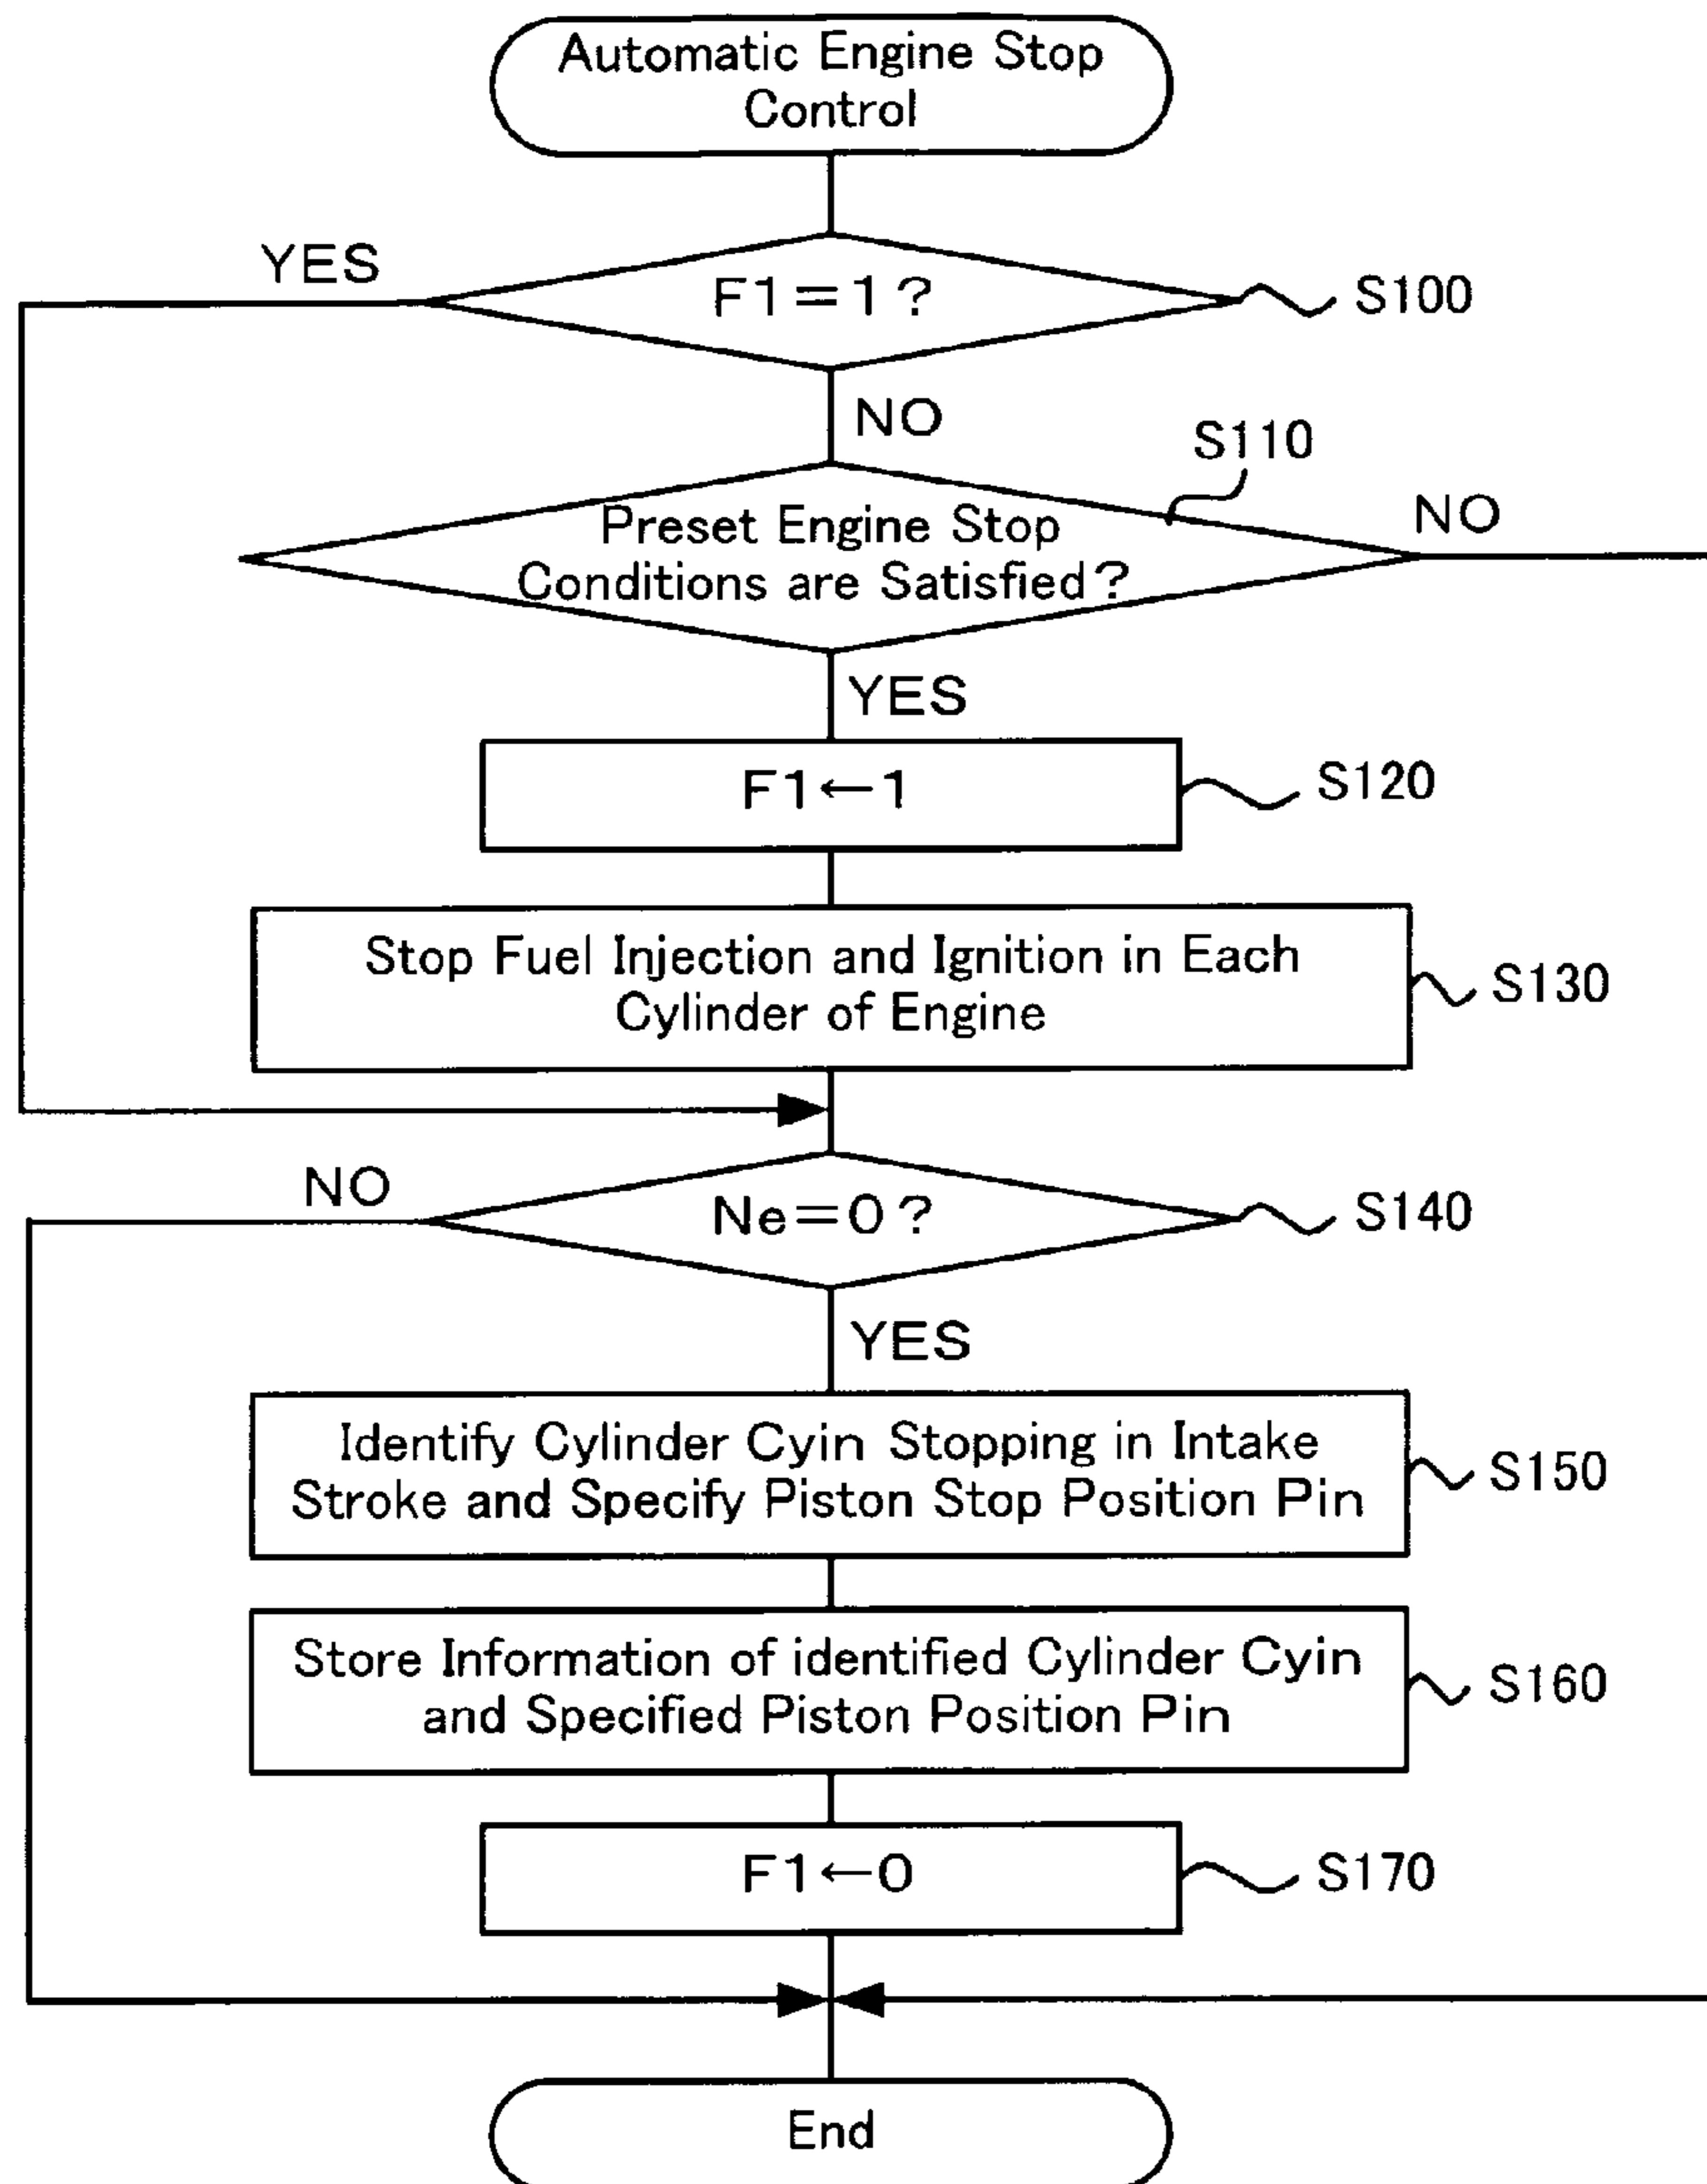 Automatic Engine Stop
Control
YES
F1=1?
S100
NO
S110
NO
Preset Engine Stop
Conditions are Satisfied?
YES
F1←1
S120
Stop Fuel Injection and Ignition in Each
Cylinder of Engine
S130
NO
Ne=0?
S140
YES
Identify Cylinder Cyin Stopping in Intake
Stroke and Specify Piston Stop Position Pin
S150
Store Information of identified Cylinder Cyin
and Specified Piston Position Pin
S160
F1←0
S170
End